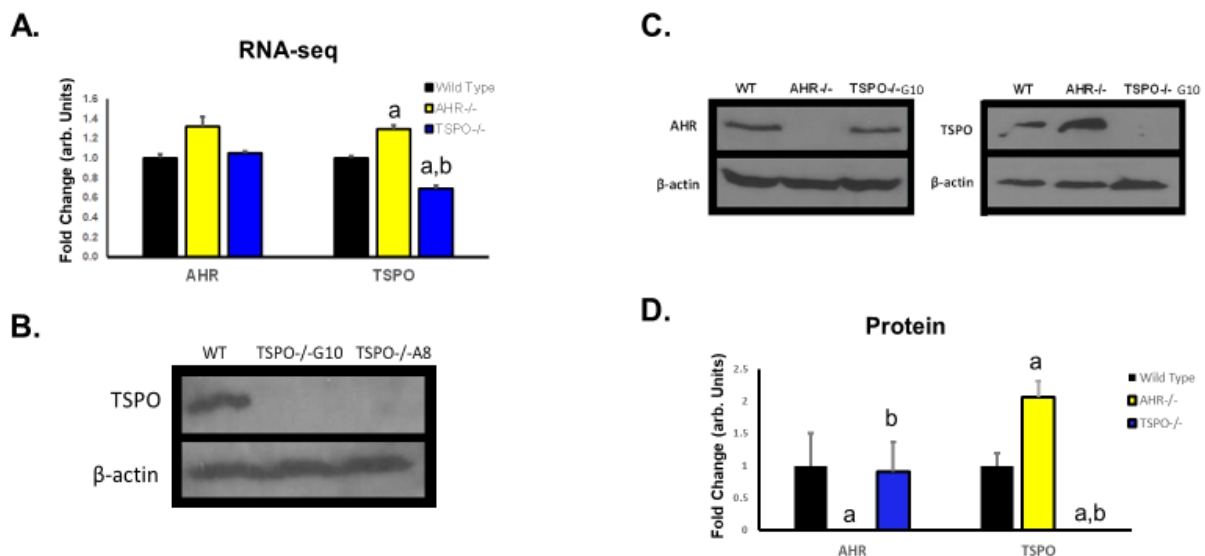 A.
RNA-seq
Fold Change (arb. Units)
1.6
1.4
1.2
1.0
0.8
0.6
0.4
0.2
0.0
a
a,b
Wild Type
AHR-/-
TSPO-/-
AHR TSPO
B.
WT TSPO-/-G10 TSPO-/-A8
TSPO
β-actin
C.
WT AHR-/- TSPO-/-G10
AHR
β-actin
WT AHR-/- TSPO-/- G10
TSPO
β-actin
D.
Protein
Fold Change (arb. Units)
2.5
2
1.5
1
0.5
0
a
b
a
a,b
Wild Type
AHR-/-
TSPO-/-
AHR TSPO